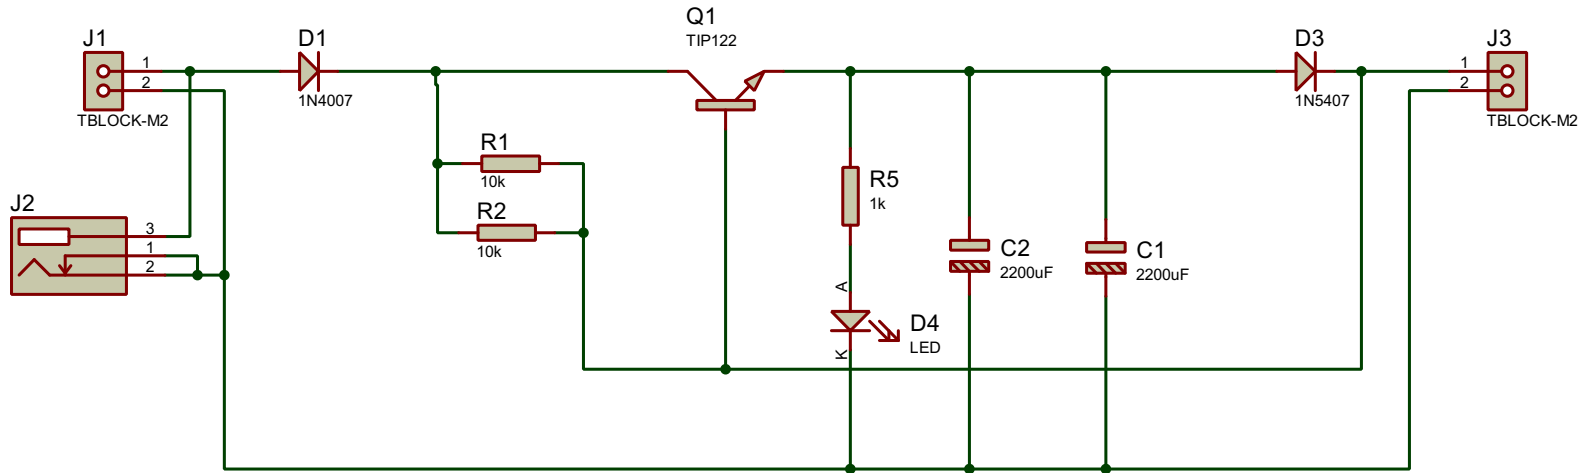 J1
1
2
TBLOCK-M2
J2
3
1
2
D1
1N4007
R1
10k
R2
10k
Q1
TIP122
R5
1k
A
K
D4
LED
C2
2200uF
C1
2200uF
D3
1N5407
J3
1
2
TBLOCK-M2